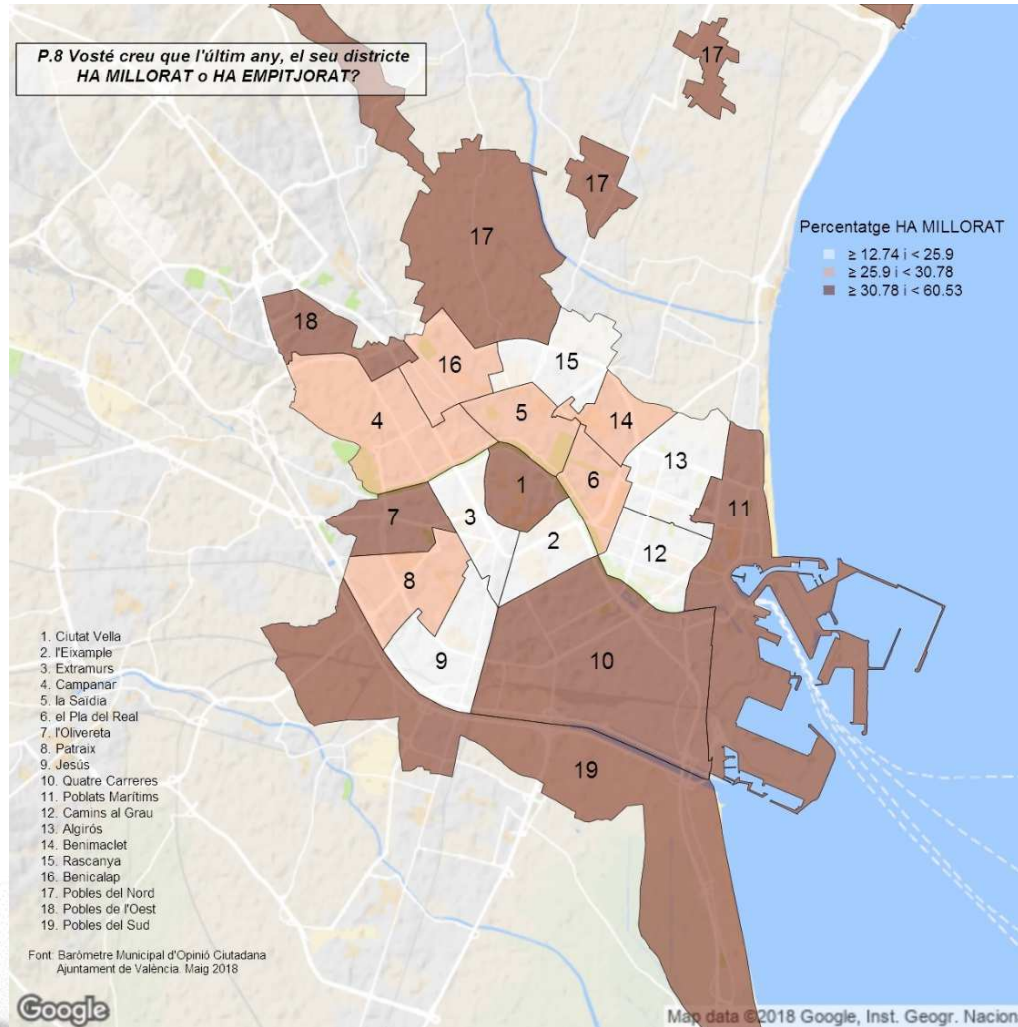 P.8 Vosté creu que l'últim any, el seu districte
HA MILLORAT o HA EMPITJORAT?
17
17
17
Percentatge HA MILLORAT
≥ 12.74 i < 25.9
≥ 25.9 i < 30.78
≥ 30.78 i < 60.53
18
16
15
4
5
14
13
6
1
11
7
3
2
12
8
9
10
19
1. Ciutat Vella
2. l'Eixample
3. Extramurs
4. Campanar
5. la Saïdia
6. el Pla del Real
7. l'Olivereta
8. Patraix
9. Jesús
10. Quatre Carreres
11. Poblats Marítims
12. Camins al Grau
13. Algirós
14. Benimaclet
15. Rascanya
16. Benicalap
17. Pobles del Nord
18. Pobles de l'Oest
19. Pobles del Sud
Font: Baròmetre Municipal d'Opinió Ciutadana
Ajuntament de València. Maig 2018
Google
Map data ©2018 Google, Inst. Geogr. Nacion